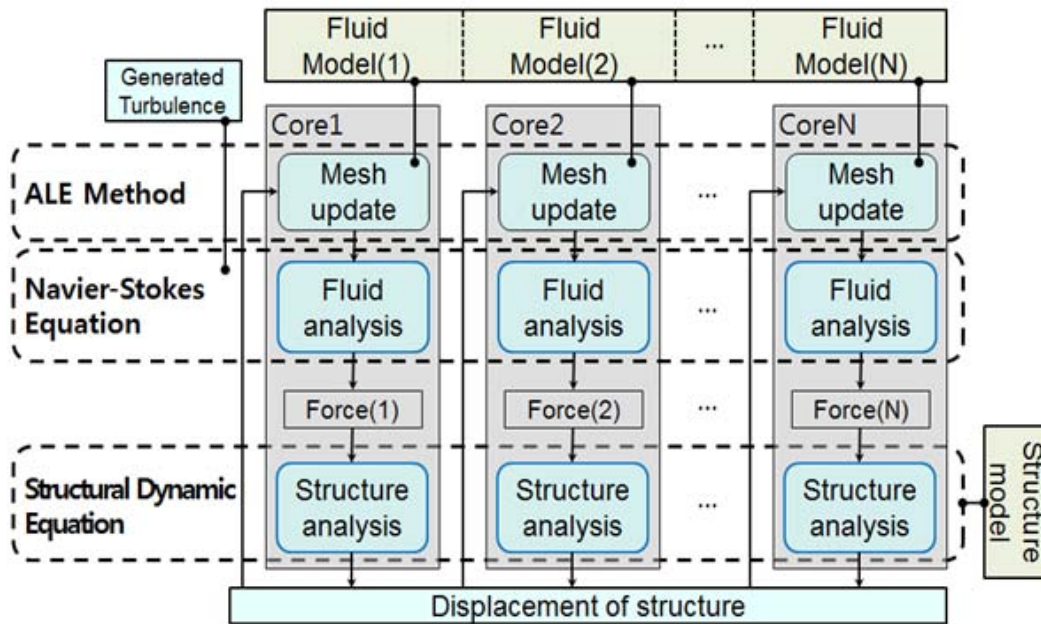 Fluid Model(1)
Fluid Model(2)
...
Fluid Model(N)
Generated
Turbulence
Core1
Core2
CoreN
ALE Method
Mesh
update
Mesh
update
...
Mesh
update
Navier-Stokes
Equation
Fluid
analysis
Fluid
analysis
...
Fluid
analysis
Force(1)
Force(2)
...
Force(N)
Structural Dynamic
Equation
Structure
analysis
Structure
analysis
...
Structure
analysis
Structure
model
Displacement of structure